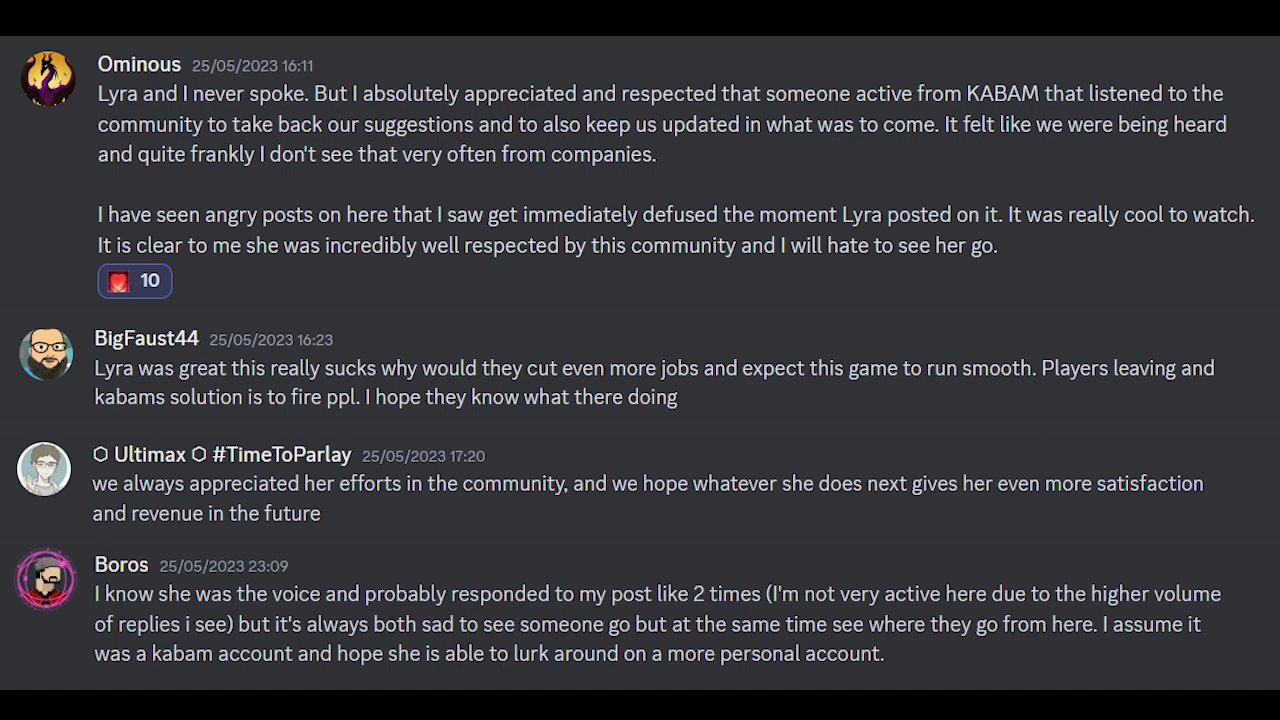 Ominous 25/05/2023 16:11
Lyra and I never spoke. But I absolutely appreciated and respected that someone active from KABAM that listened to the
community to take back our suggestions and to also keep us updated in what was to come. It felt like we were being heard
and quite frankly I don't see that very often from companies.
I have seen angry posts on here that I saw get immediately defused the moment Lyra posted on it. It was really cool to watch.
It is clear to me she was incredibly well respected by this community and I will hate to see her go.
10
BigFaust44 25/05/2023 16:23
Lyra was great this really sucks why would they cut even more jobs and expect this game to run smooth. Players leaving and
kabams solution is to fire ppl. I hope they know what there doing
⬡ Ultimax ⬡ #TimeToParlay 25/05/2023 17:20
we always appreciated her efforts in the community, and we hope whatever she does next gives her even more satisfaction
and revenue in the future
Boros 25/05/2023 23:09
I know she was the voice and probably responded to my post like 2 times (I'm not very active here due to the higher volume
of replies i see) but it's always both sad to see someone go but at the same time see where they go from here. I assume it
was a kabam account and hope she is able to lurk around on a more personal account.